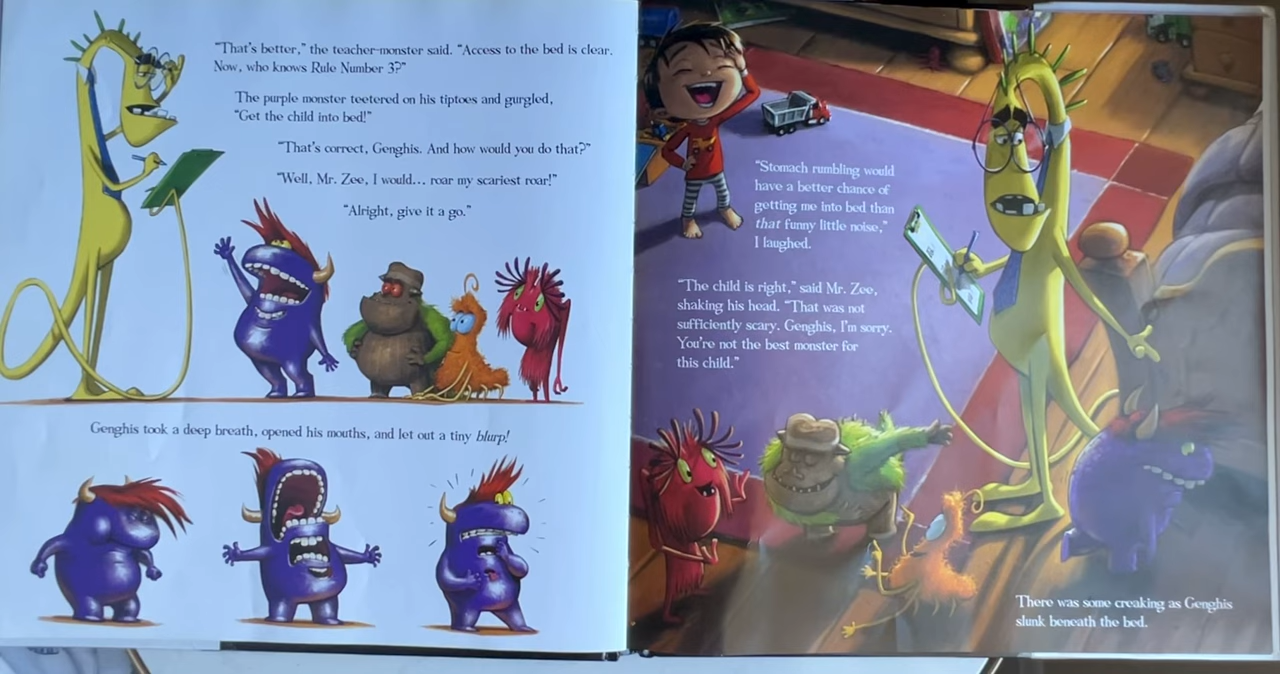 "That's better," the teacher-monster said. "Access to the bed is clear.
Now, who knows Rule Number 3?"
The purple monster teetered on his tiptoes and gurgled,
"Get the child into bed!"
"That's correct, Genghis. And how would you do that?"
"Well, Mr. Zee, I would... roar my scariest roar!"
"Alright, give it a go."
Genghis took a deep breath, opened his mouths, and let out a tiny blurp!
"Stomach rumbling would
have a better chance of
getting me into bed than
that funny little noise,"
I laughed.
"The child is right," said Mr. Zee,
shaking his head. "That was not
sufficiently scary. Genghis, I'm sorry.
You're not the best monster for
this child."
There was some creaking as Genghis
slunk beneath the bed.